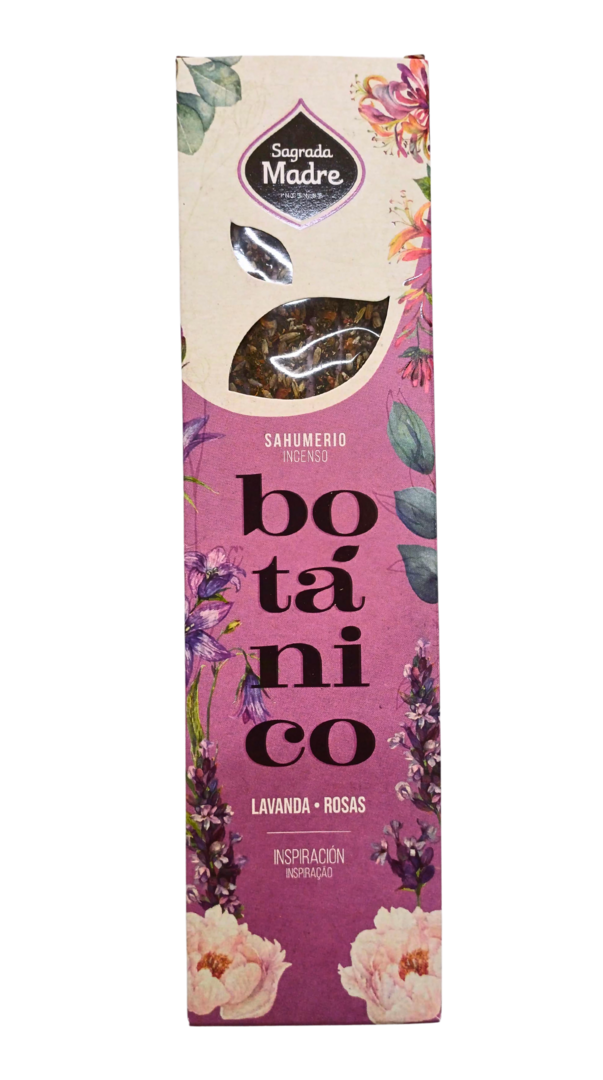 Sagrada
Madre
SAHUMERIO
INCENSO
bo
tá
ni
co
LAVANDA • ROSAS
INSPIRACIÓN
INSPIRAÇÃO